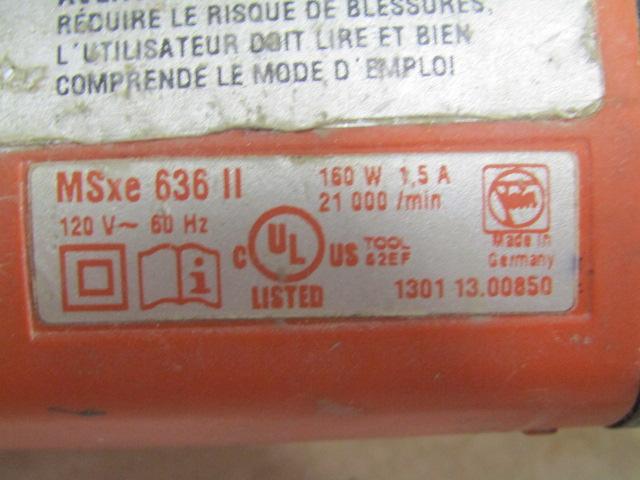 RÉDUIRE LE RISQUE DE BLESSURES,
L'UTILISATEUR DOIT LIRE ET BIEN
COMPRENDE LE MODE D'EMPLOI
MSxe 636 II
160 W 1,5 A
120 V~ 60 Hz
21 000 /min
Made in
Germany
C UL US
LISTED
TOOL
62EF
1301 13.00850